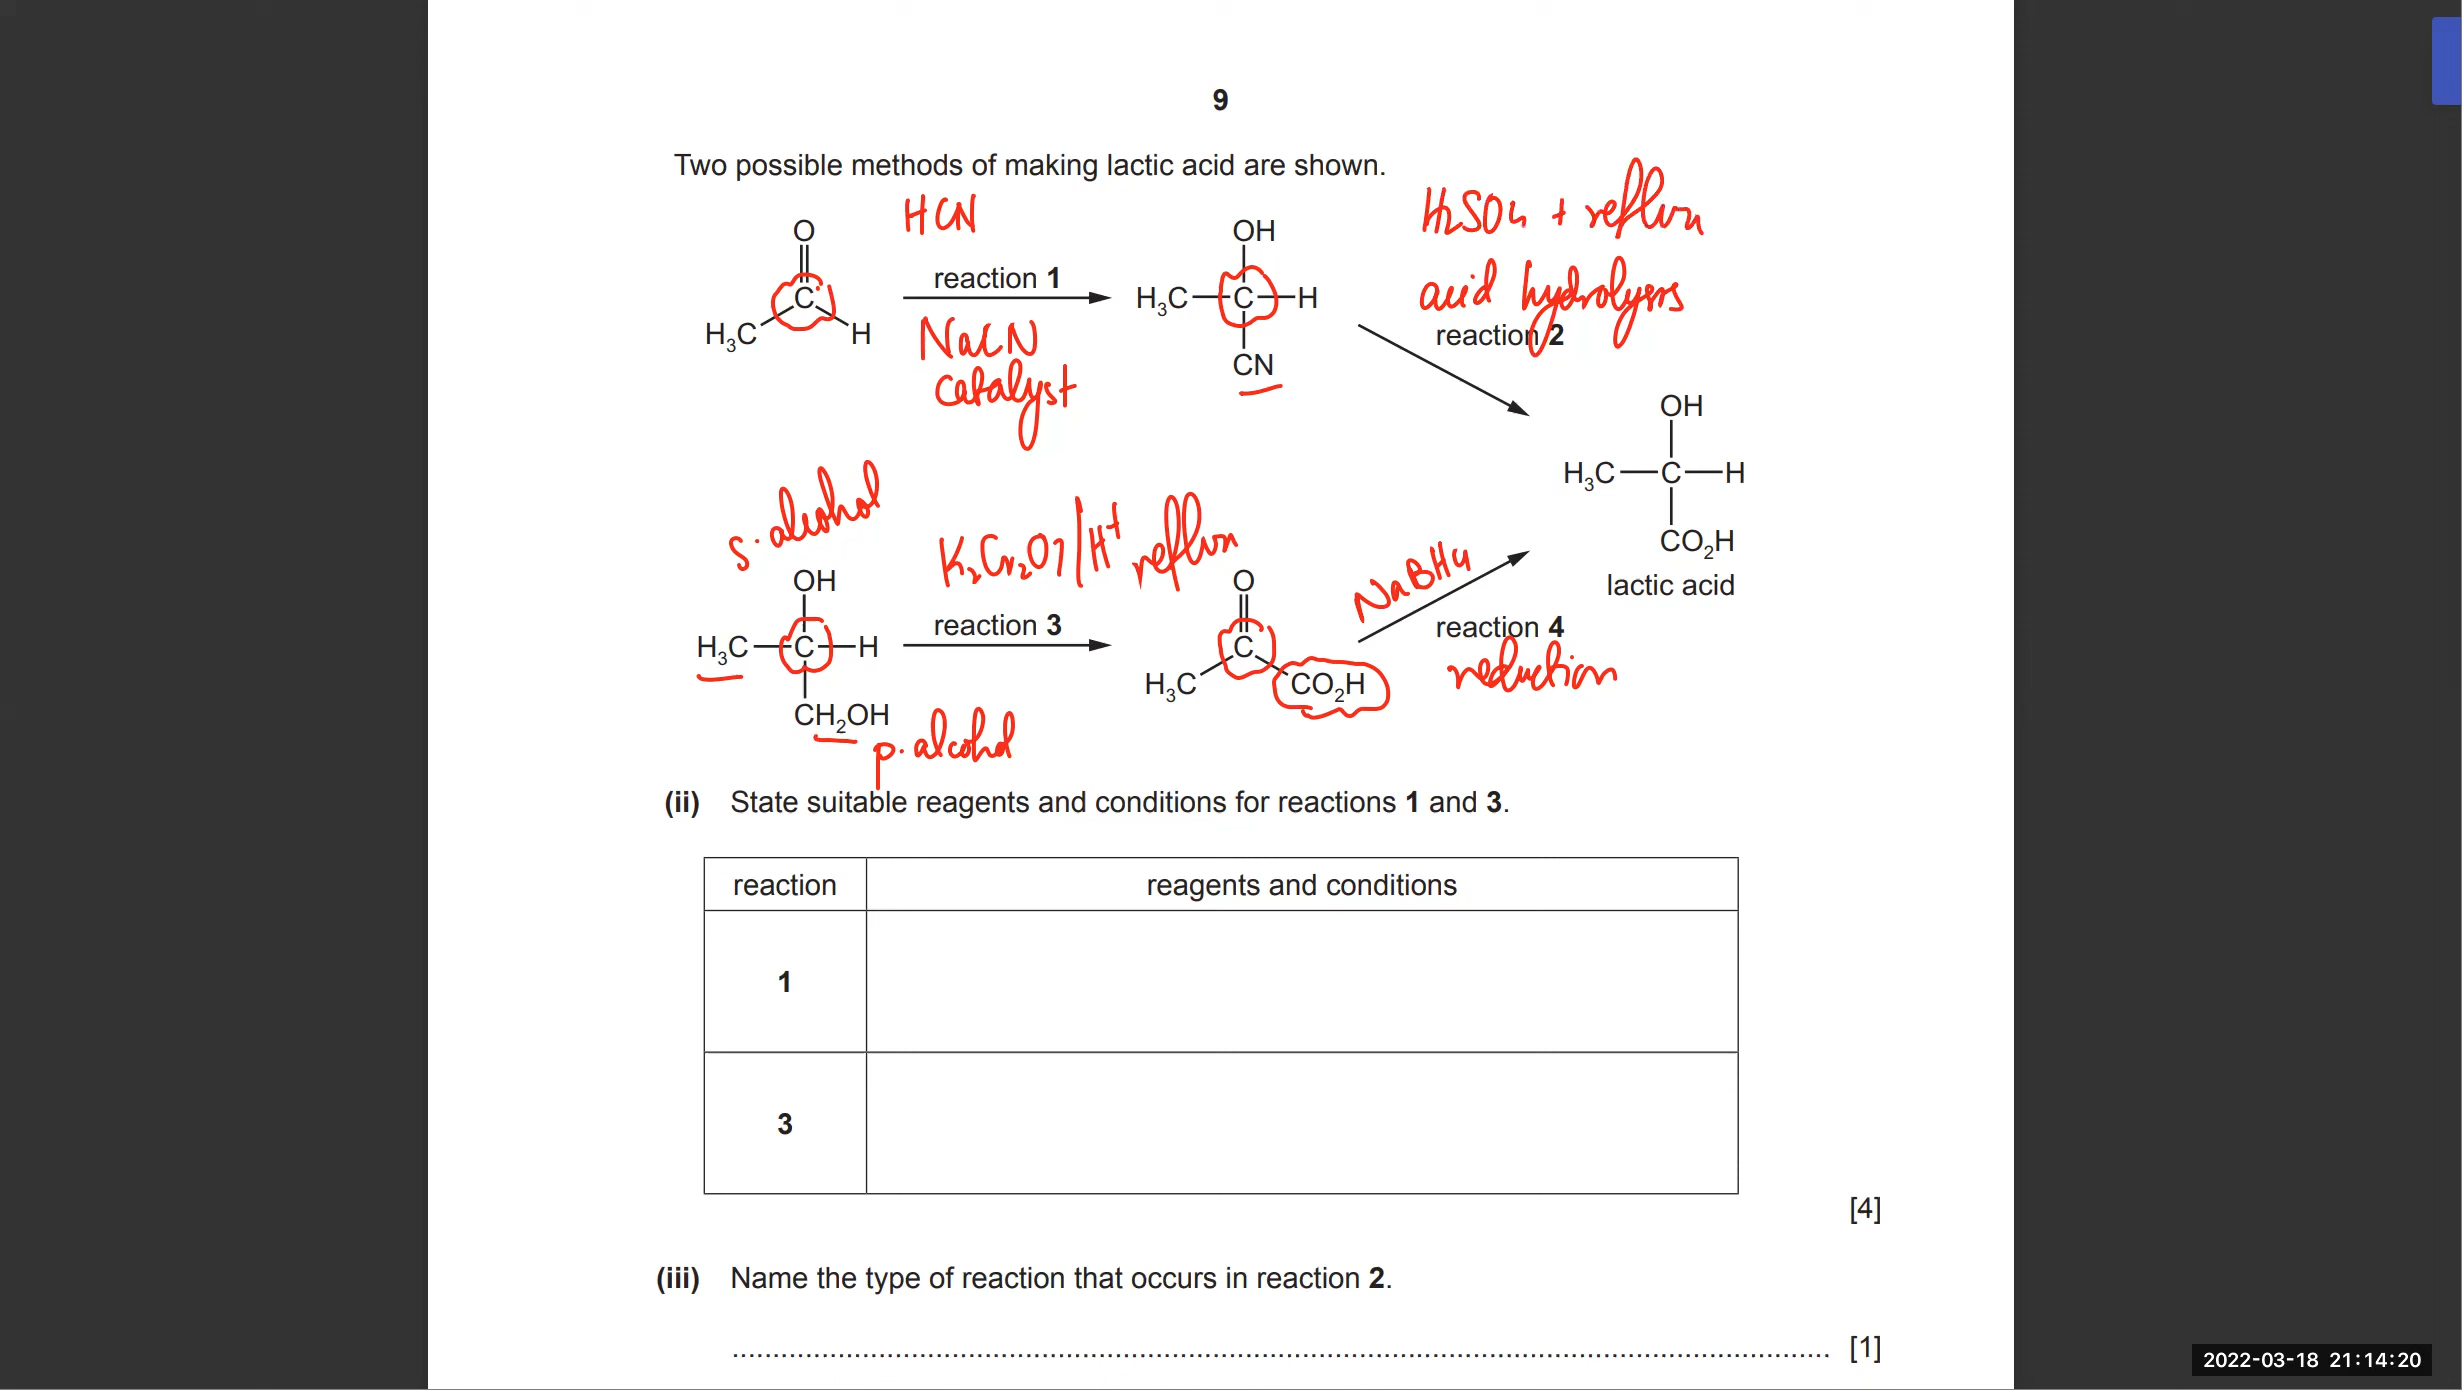 9
Two possible methods of making lactic acid are shown.
HCN
H2SO4 + reflux
O
OH
reaction 1
acid hydrolysis
C
H3C
C
H
reaction 2
H3C
H
NaCN
CN
catalyst
OH
H3C
C
H
s.alcohol
K2Cr2O7/H+ reflux
CO2H
NaBH4
lactic acid
OH
O
reaction 3
reaction 4
H3C
C
H
C
reduction
H3C
CO2H
CH2OH
p.alcohol
(ii) State suitable reagents and conditions for reactions 1 and 3.
reaction
reagents and conditions
1
3
[4]
(iii) Name the type of reaction that occurs in reaction 2.
[1]
2022-03-18 21:14:20